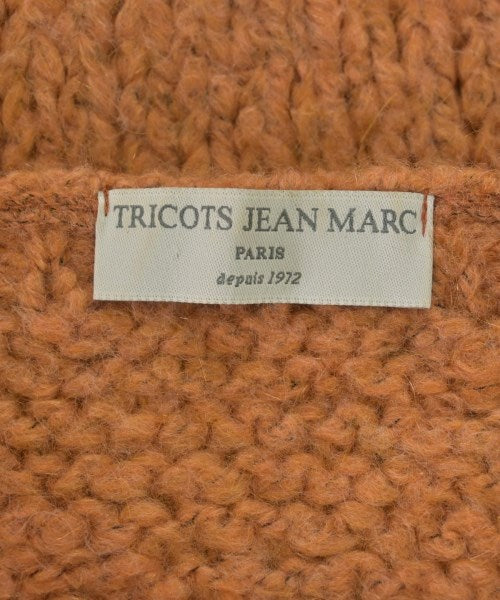 TRICOTS JEAN MARC
PARIS
depuis 1972